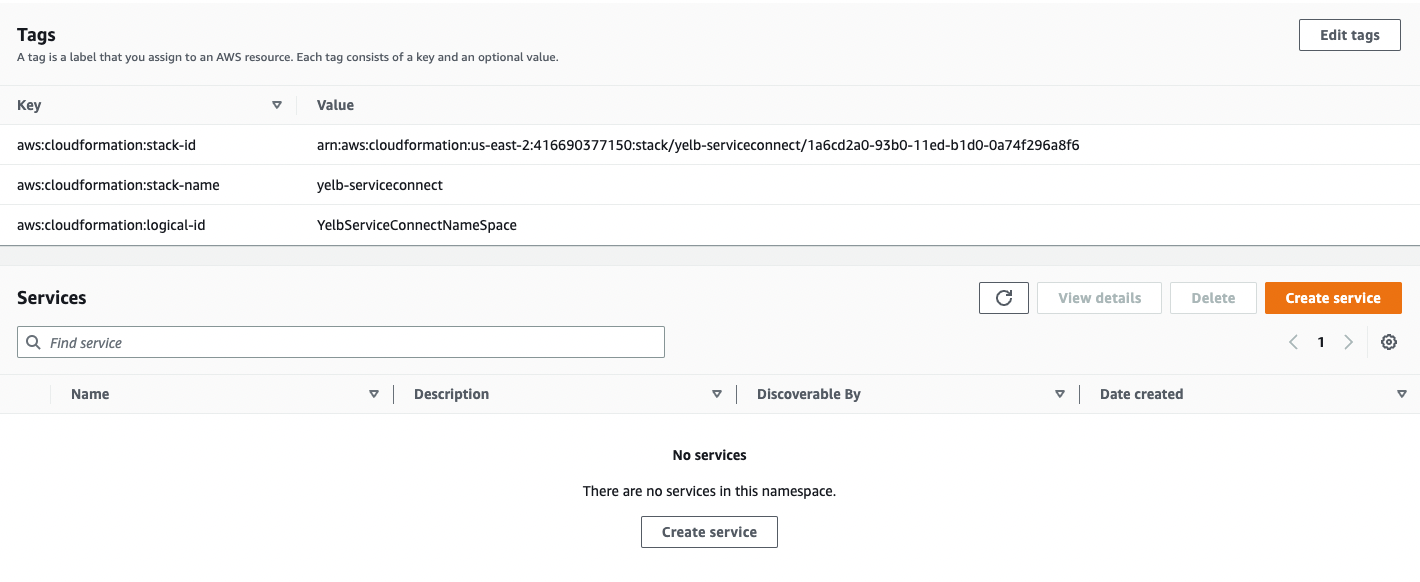 Tags
Edit tags
A tag is a label that you assign to an AWS resource. Each tag consists of a key and an optional value.
Key Value
aws:cloudformation:stack-id arn:aws:cloudformation:us-east-2:416690377150:stack/yelb-serviceconnect/1a6cd2a0-93b0-11ed-b1d0-0a74f296a8f6
aws:cloudformation:stack-name yelb-serviceconnect
aws:cloudformation:logical-id YelbServiceConnectNameSpace
Services View details Delete Create service
Find service 1
Name Description Discoverable By Date created
No services
There are no services in this namespace.
Create service